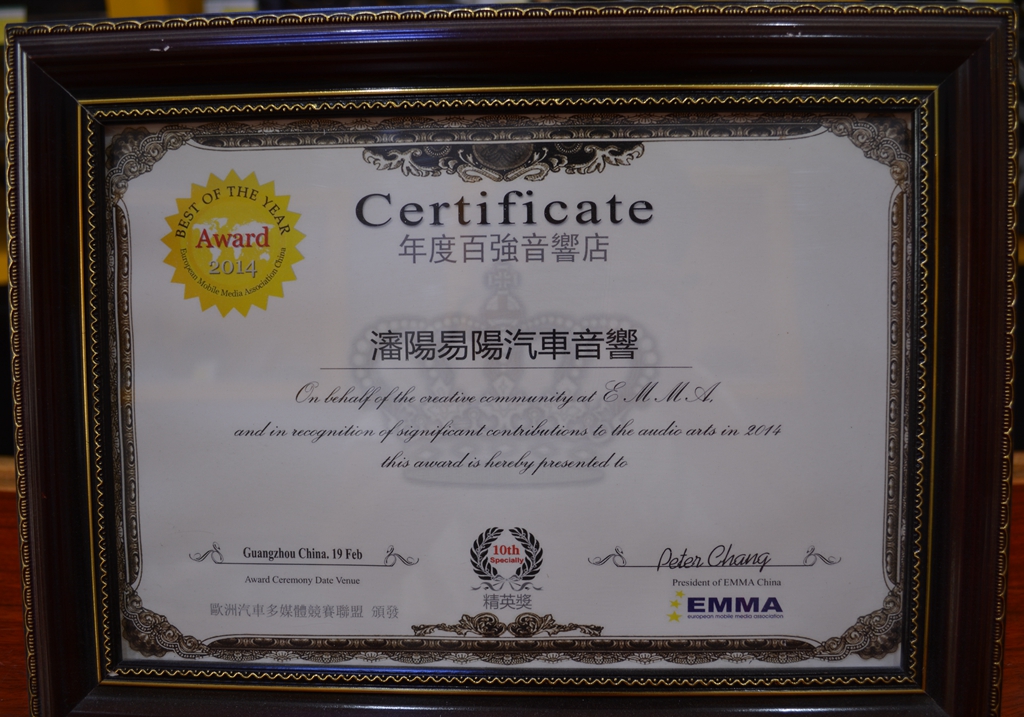 BEST OF THE YEAR
Award
2014
European Mobile Media Association China
Certificate
年度百強音響店
瀋陽易陽汽車音響
On behalf of the creative community at E M M A,
and in recognition of significant contributions to the audio arts in 2014
this award is hereby presented to
Guangzhou China. 19 Feb
Award Ceremony Date Venue
歐洲汽車多媒體競賽聯盟 頒發
10th
Specially
精英獎
Peter Chang
President of EMMA China
EMMA
european mobile media association